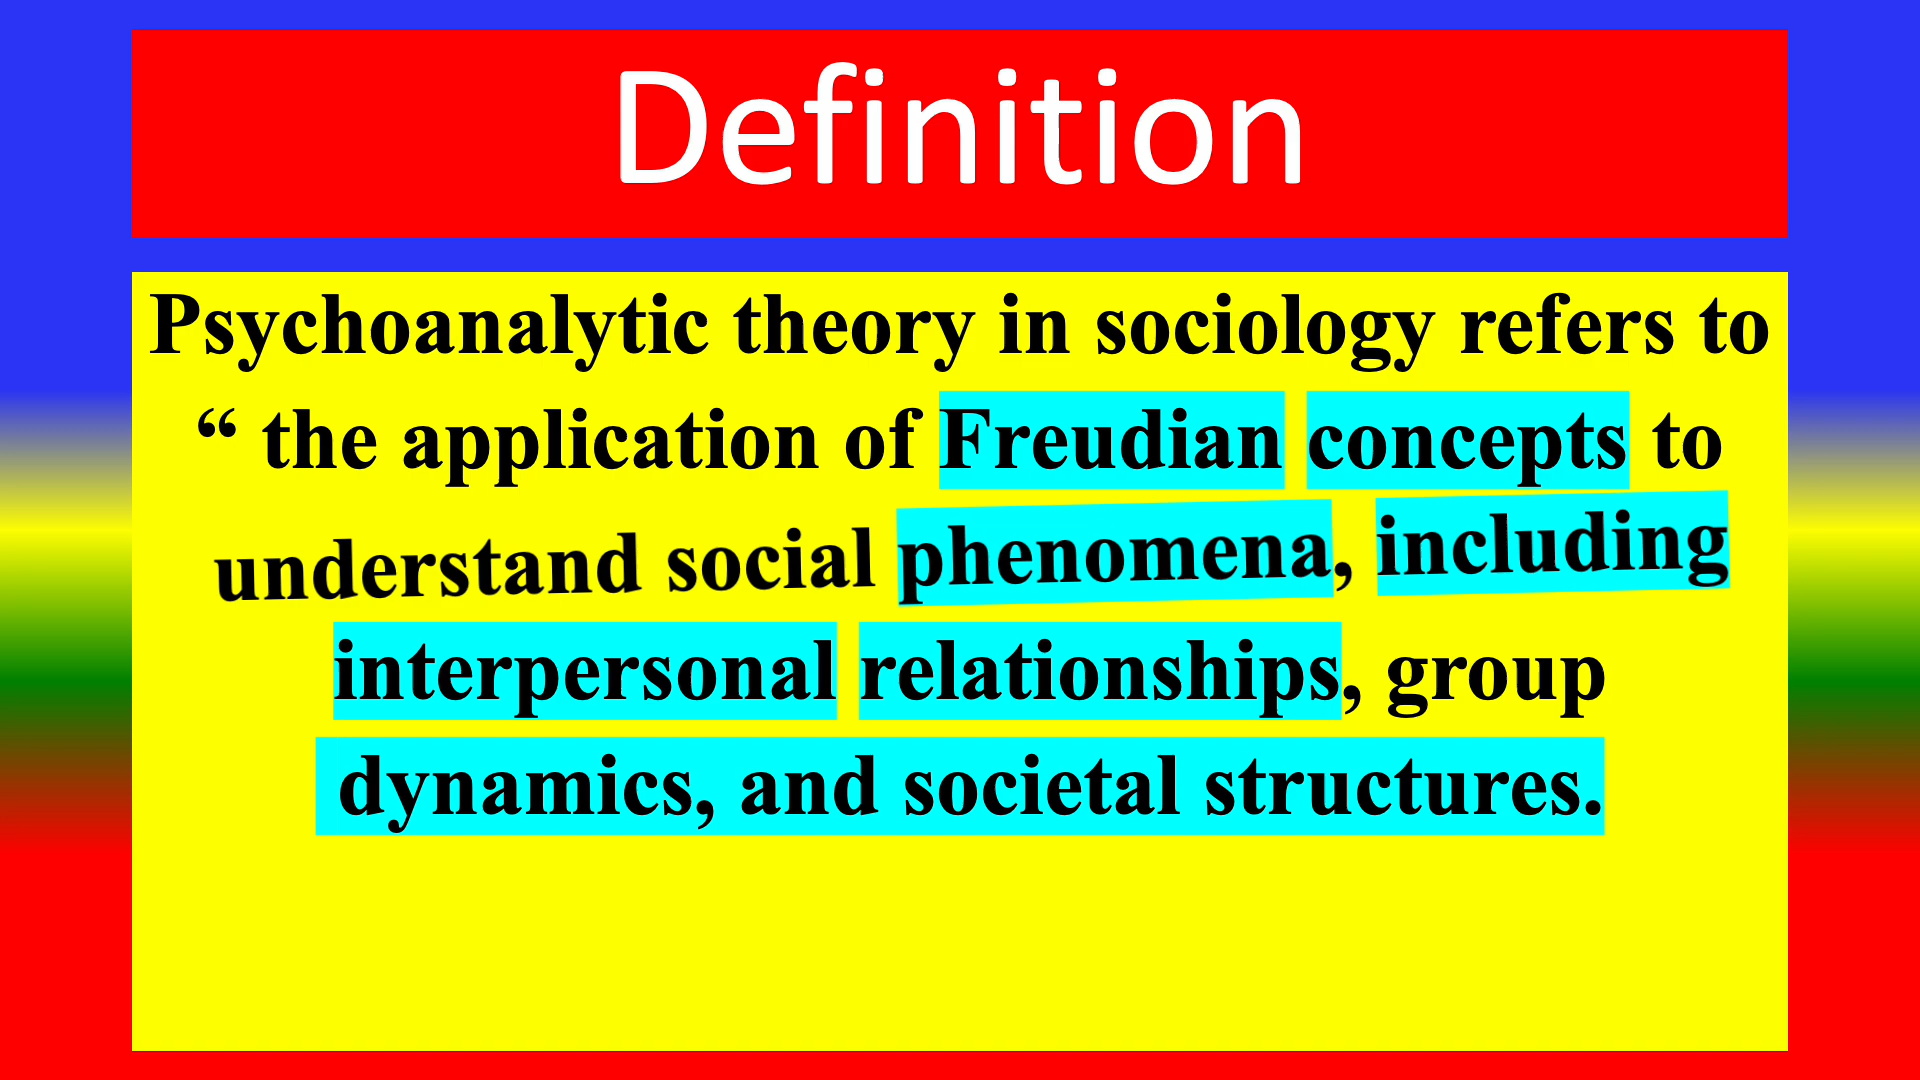 Definition
Psychoanalytic theory in sociology refers to
“ the application of Freudian concepts to
understand social phenomena, including
interpersonal relationships, group
dynamics, and societal structures.